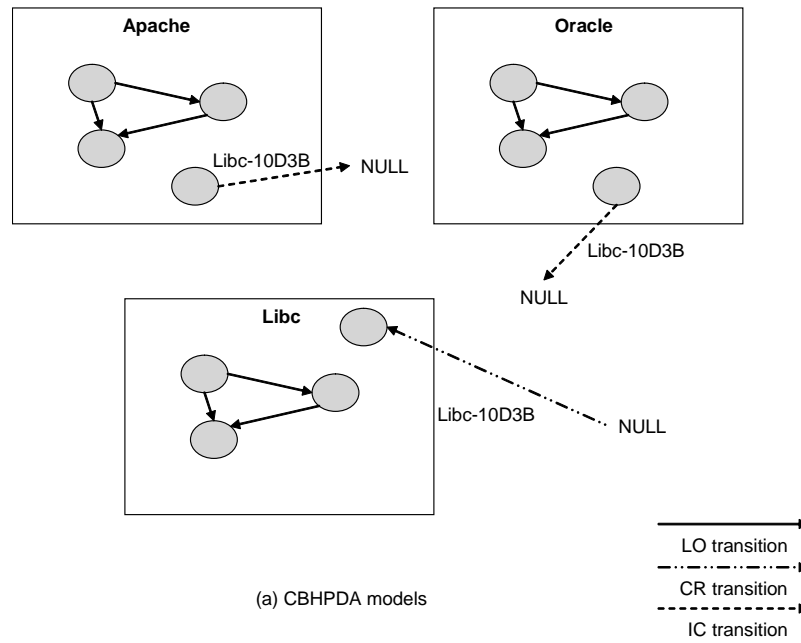 Apache
Oracle
Libc-10D3B
NULL
Libc-10D3B
NULL
Libc
Libc-10D3B
NULL
LO transition
CR transition
IC transition
(a) CBHPDA models